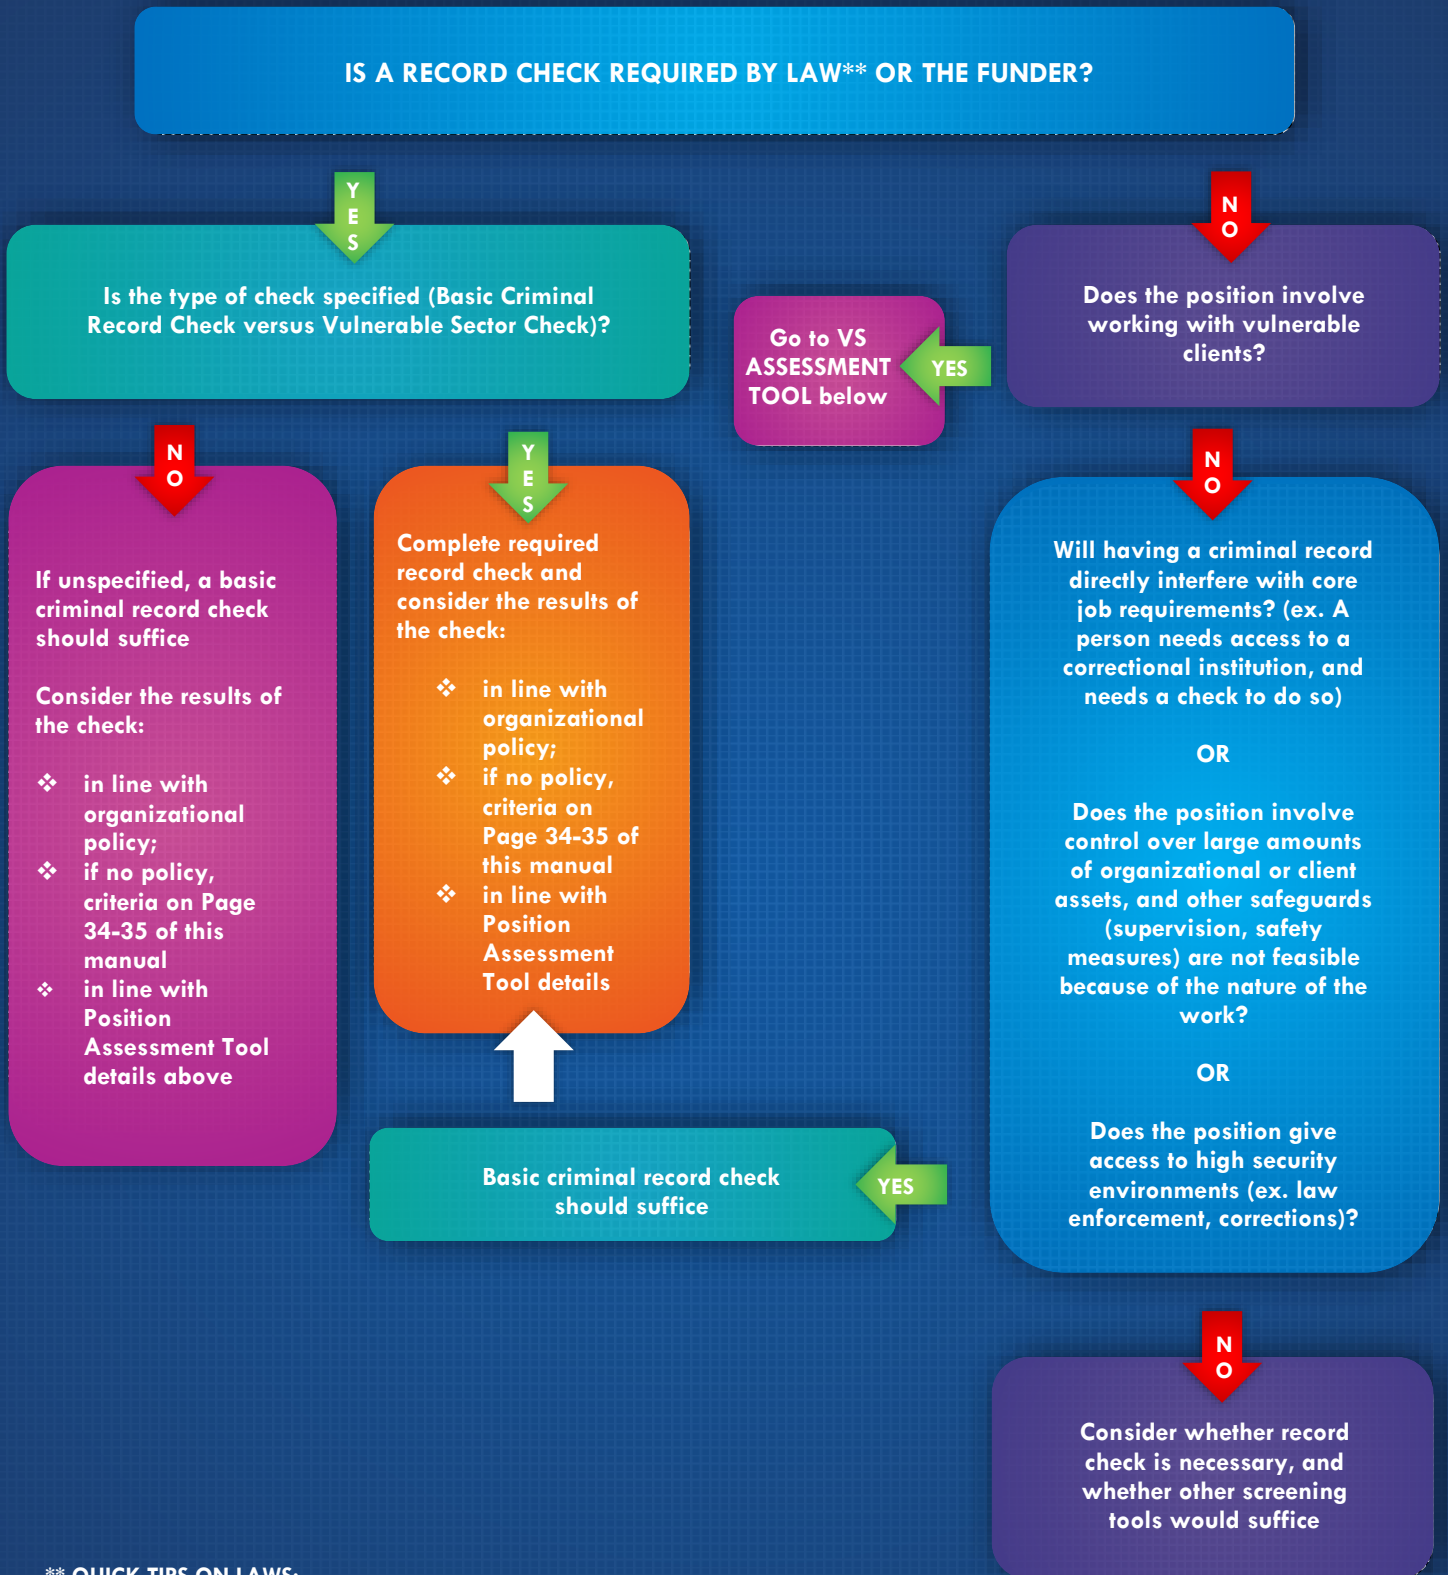 IS A RECORD CHECK REQUIRED BY LAW** OR THE FUNDER?
YES
Is the type of check specified (Basic Criminal
Record Check versus Vulnerable Sector Check)?
NO
Does the position involve
working with vulnerable
clients?
YES
Go to VS
ASSESSMENT
TOOL below
NO
If unspecified, a basic
criminal record check
should suffice
Consider the results of
the check:
❖ in line with
organizational
policy;
❖ if no policy,
criteria on Page
34-35 of this
manual
❖ in line with
Position
Assessment Tool
details above
YES
Complete required
record check and
consider the results of
the check:
❖ in line with
organizational
policy;
❖ if no policy,
criteria on
Page 34-35 of
this manual
❖ in line with
Position
Assessment
Tool details
NO
Will having a criminal record
directly interfere with core
job requirements? (ex. A
person needs access to a
correctional institution, and
needs a check to do so)
OR
Does the position involve
control over large amounts
of organizational or client
assets, and other safeguards
(supervision, safety
measures) are not feasible
because of the nature of the
work?
OR
Does the position give
access to high security
environments (ex. law
enforcement, corrections)?
YES
Basic criminal record check
should suffice
NO
Consider whether record
check is necessary, and
whether other screening
tools would suffice
** QUICK TIPS ON LAWS: